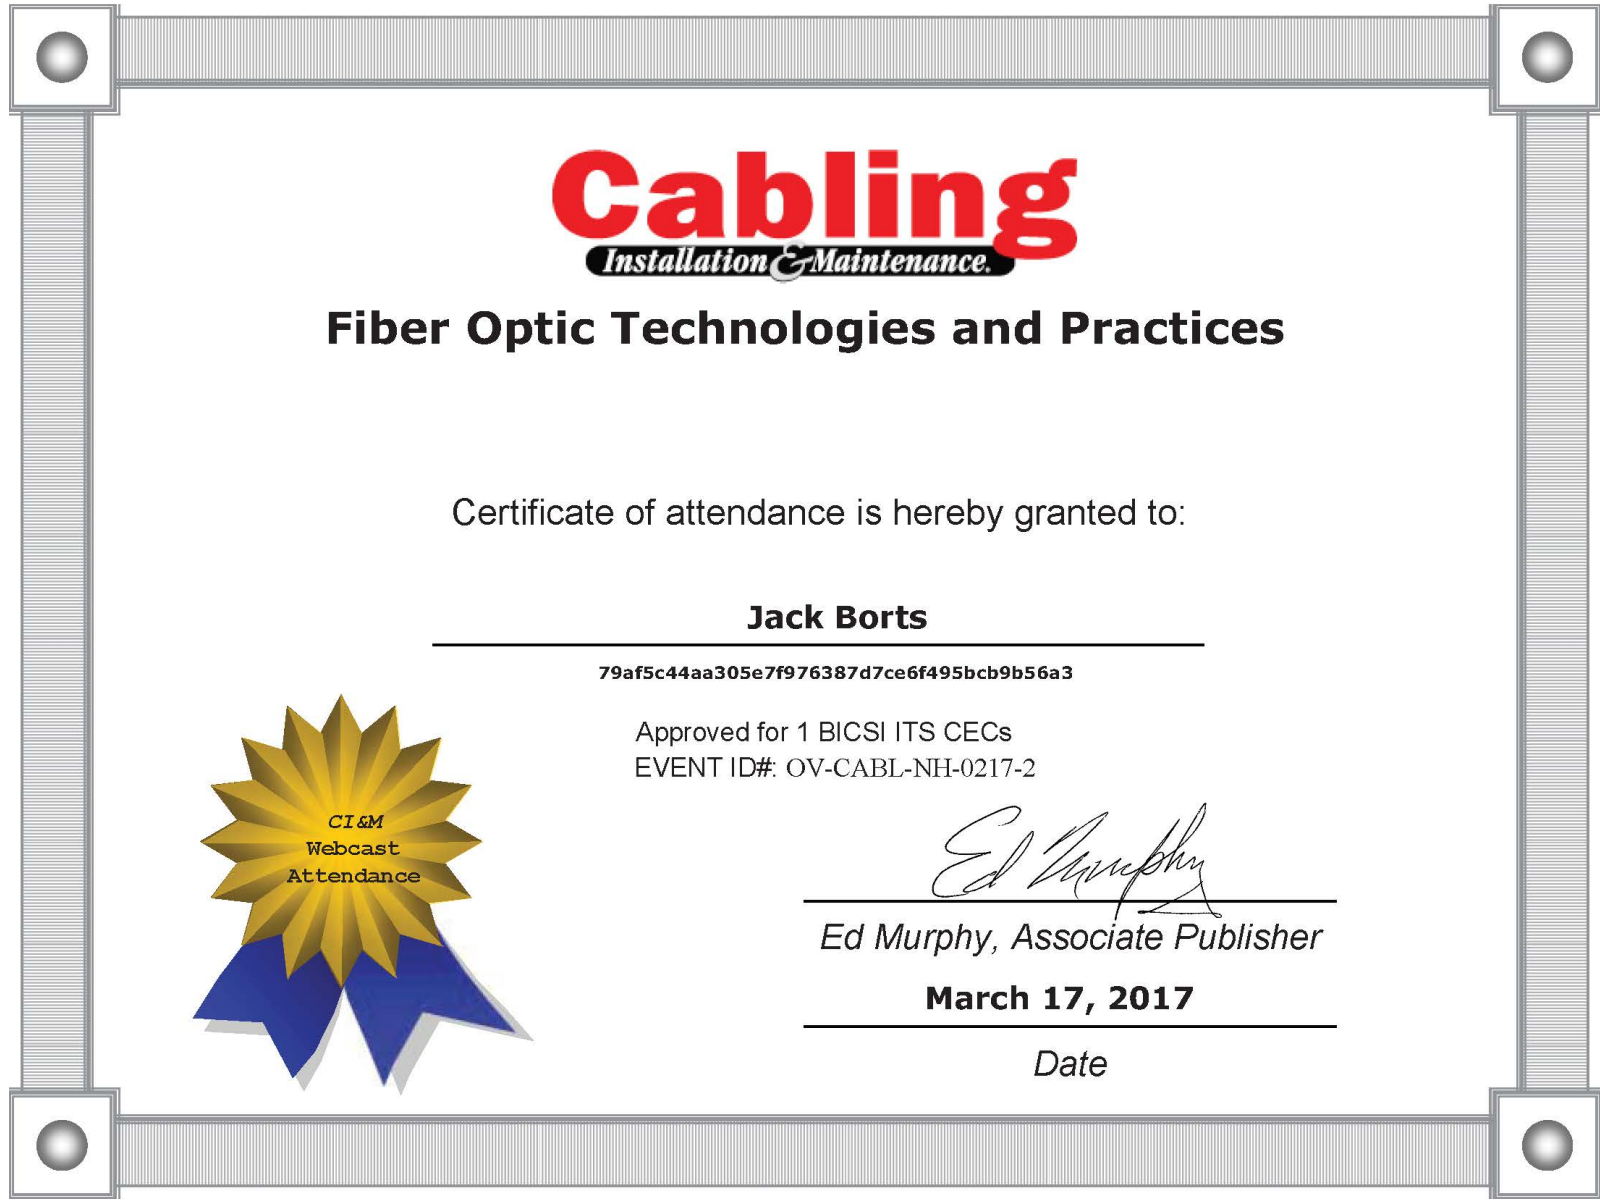 Cabling
Installation & Maintenance.
Fiber Optic Technologies and Practices
Certificate of attendance is hereby granted to:
Jack Borts
79af5c44aa305e7f976387d7ce6f495bcb9b56a3
Approved for 1 BICSI ITS CECs
EVENT ID#: OV-CABL-NH-0217-2
CI&M
Webcast
Attendance
Ed Murphy
Ed Murphy, Associate Publisher
March 17, 2017
Date